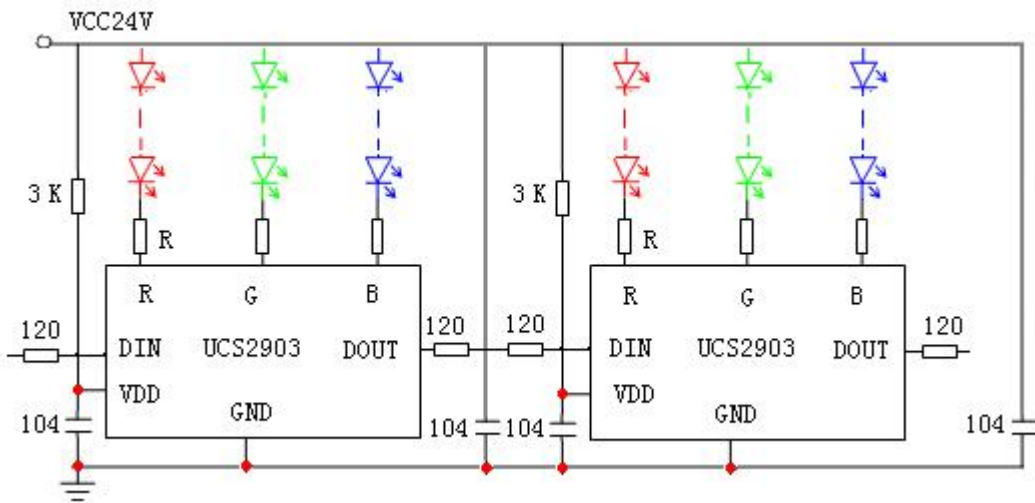 VCC24V
3 K
3 K
R
R
R G B
R G B
120
DIN UCS2903 DOUT
120
120
DIN UCS2903 DOUT
120
VDD
VDD
GND
GND
104
104
104
104